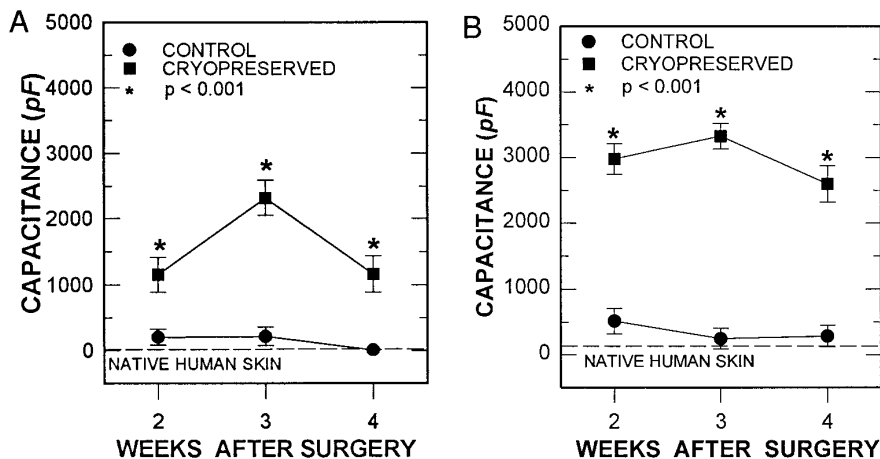 A
CAPACITANCE (pF)
5000
4000
3000
2000
1000
0
● CONTROL
■ CRYOPRESERVED
* p < 0.001
*
*
*
NATIVE HUMAN SKIN
2 3 4
WEEKS AFTER SURGERY
B
CAPACITANCE (pF)
5000
4000
3000
2000
1000
0
● CONTROL
■ CRYOPRESERVED
* p < 0.001
*
*
*
NATIVE HUMAN SKIN
2 3 4
WEEKS AFTER SURGERY